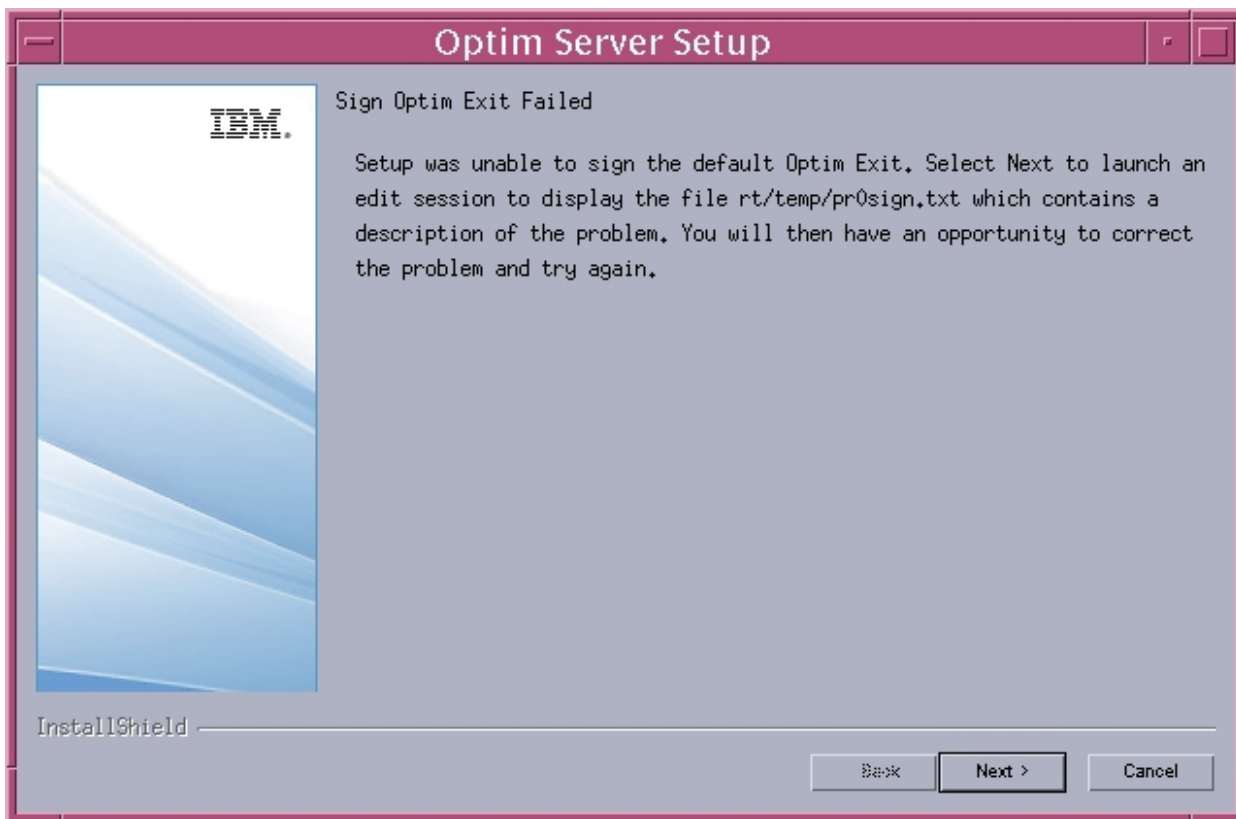 Optim Server Setup
IBM.
Sign Optim Exit Failed
Setup was unable to sign the default Optim Exit. Select Next to launch an
edit session to display the file rt/temp/pr0sign.txt which contains a
description of the problem. You will then have an opportunity to correct
the problem and try again.
InstallShield
Back
Next >
Cancel